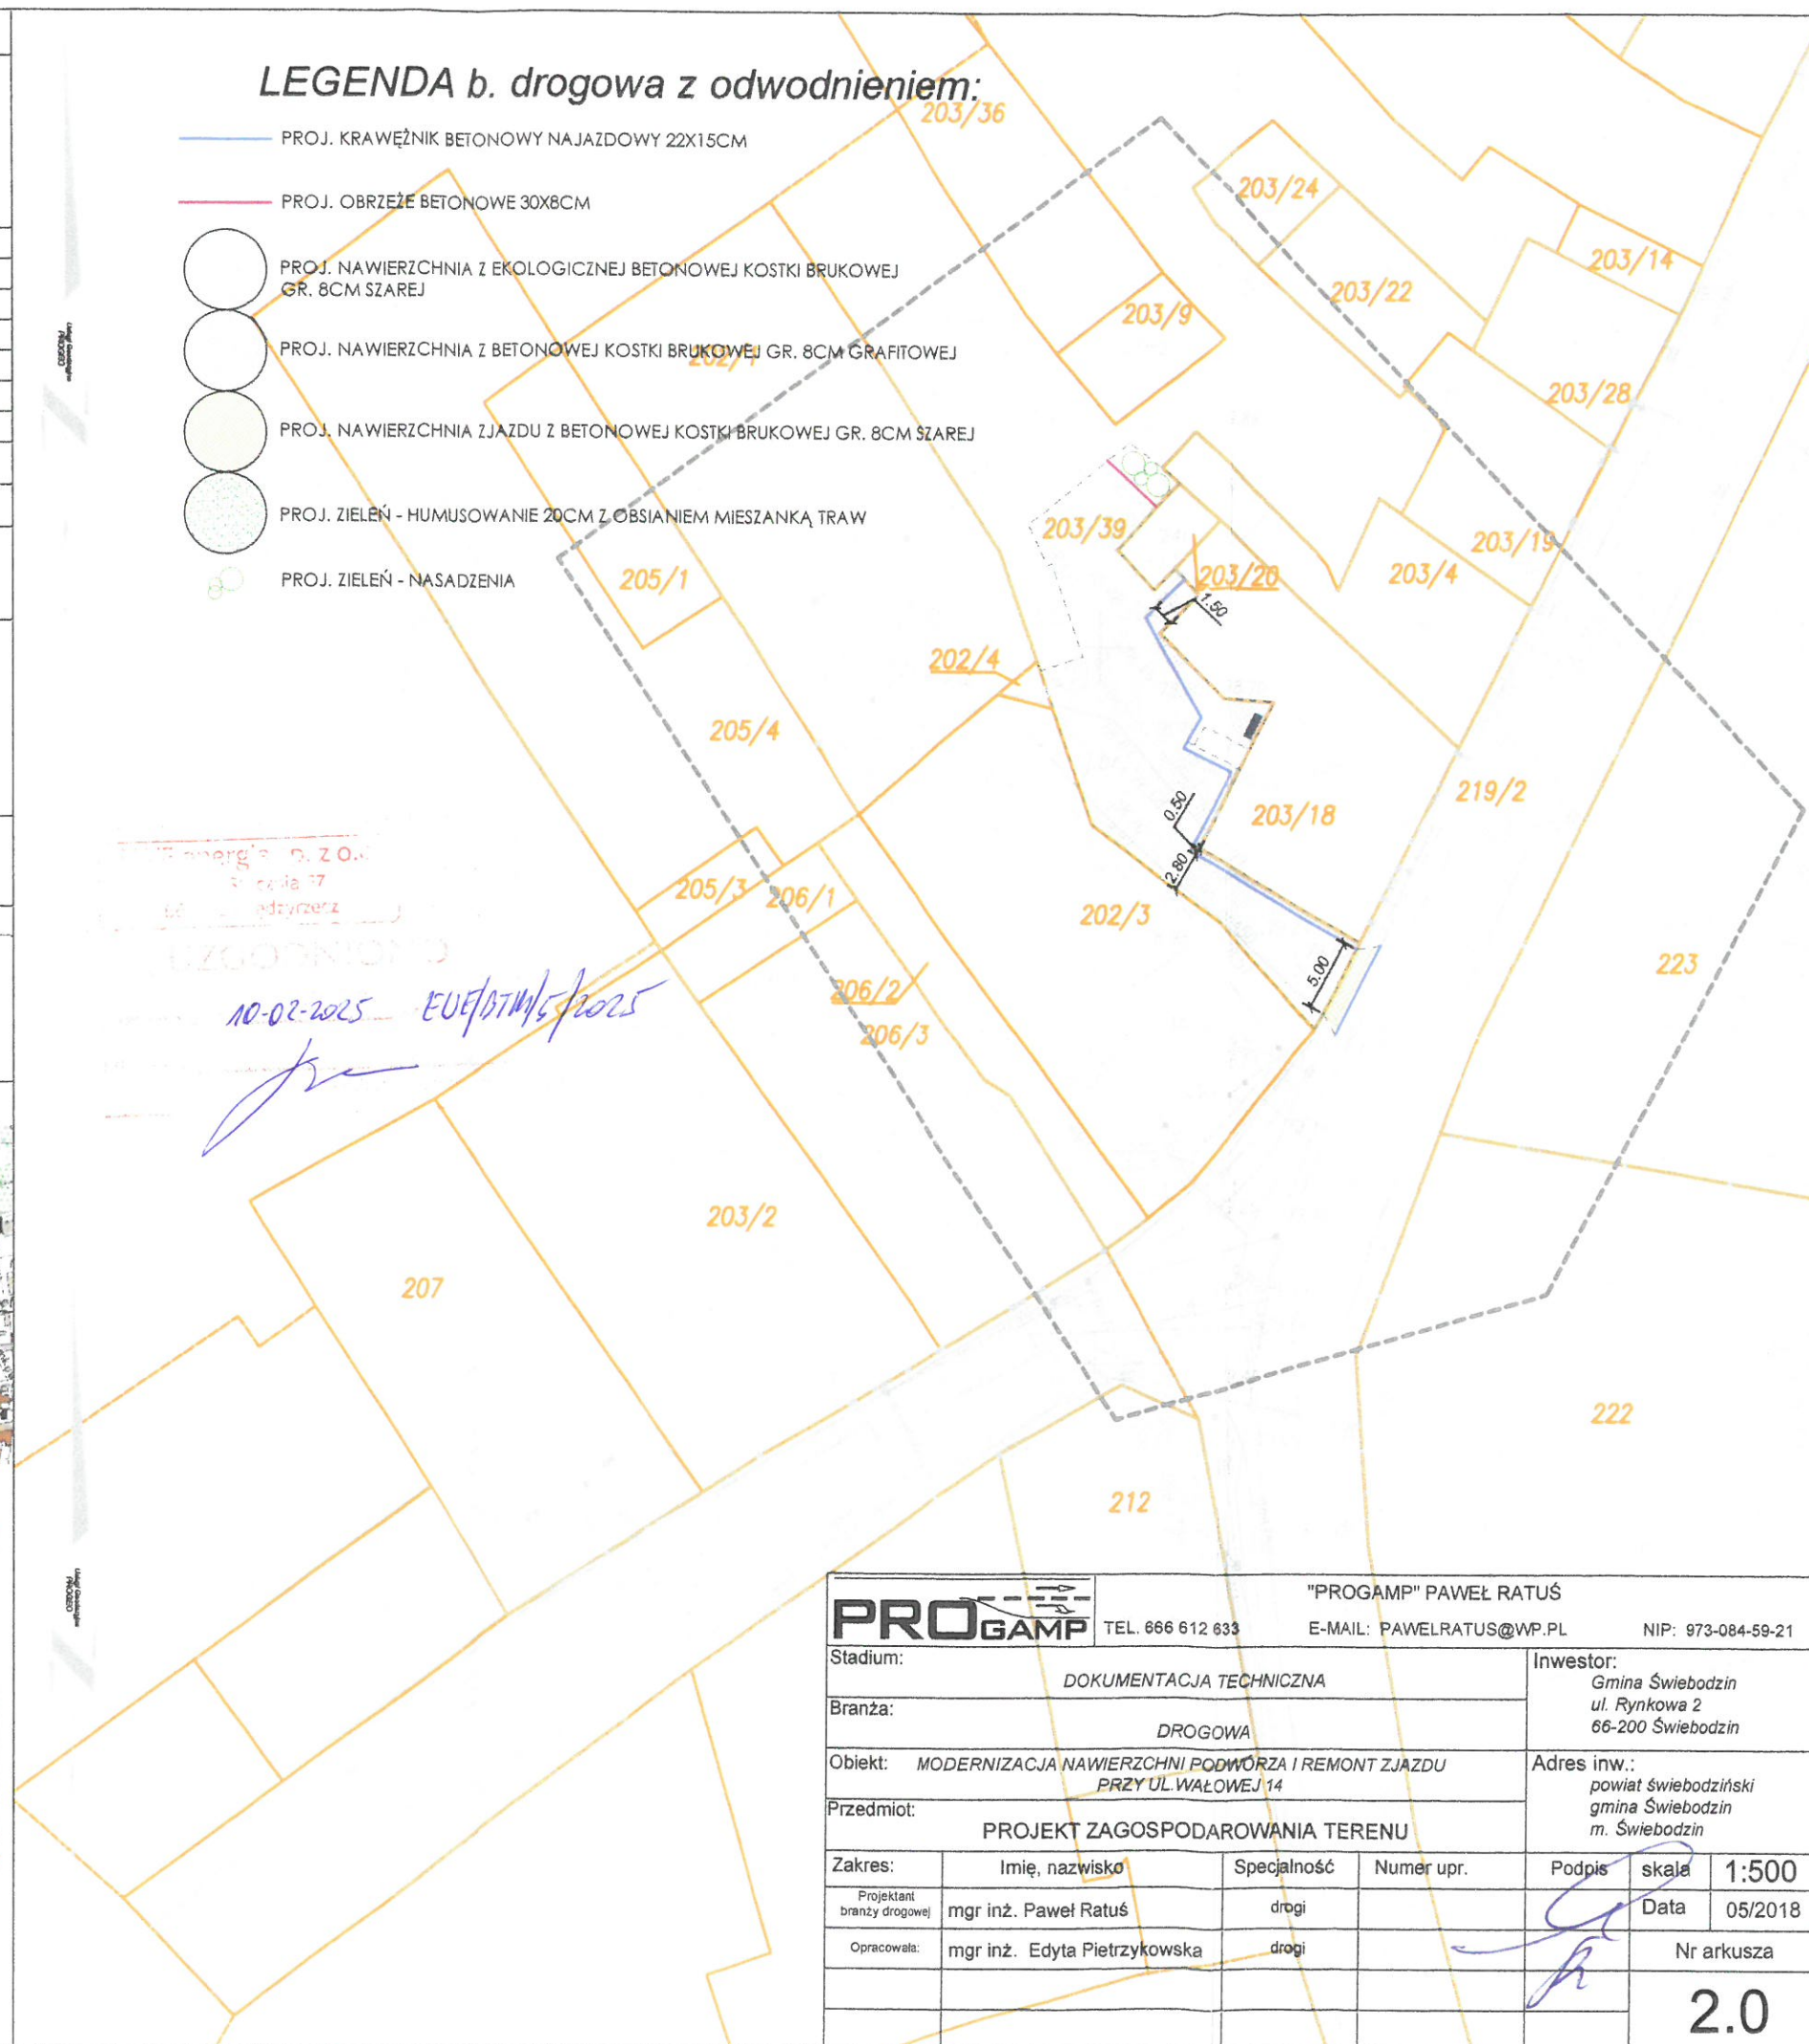 LEGENDA b. drogowa z odwodnieniem:
PROJ. KRAWĘŻNIK BETONOWY NAJAZDOWY 22X15CM
PROJ. OBRZEŻE BETONOWE 30X8CM
PROJ. NAWIERZCHNIA Z EKOLOGICZNEJ BETONOWEJ KOSTKI BRUKOWEJ
GR. 8CM SZAREJ
PROJ. NAWIERZCHNIA Z BETONOWEJ KOSTKI BRUKOWEJ GR. 8CM GRAFITOWEJ
PROJ. NAWIERZCHNIA ZJAZDU Z BETONOWEJ KOSTKI BRUKOWEJ GR. 8CM SZAREJ
PROJ. ZIELEŃ - HUMUSOWANIE 20CM Z OBSIANIEM MIESZANKĄ TRAW
PROJ. ZIELEŃ - NASADZENIA
203/36
203/24
203/14
203/22
203/9
202/1
203/28
203/39
203/19
203/20
203/4
205/1
1.50
202/4
205/4
219/2
0.50
203/18
2.80
205/3
206/1
202/3
223
5.00
206/2
206/3
UZGODNIONO
10-02-2025
203/2
207
222
212
PROGAMP
"PROGAMP" PAWEŁ RATUŚ
TEL. 666 612 633
E-MAIL: PAWELRATUS@WP.PL
NIP: 973-084-59-21
Stadium:
DOKUMENTACJA TECHNICZNA
Inwestor:
Gmina Świebodzin
ul. Rynkowa 2
66-200 Świebodzin
Branża:
DROGOWA
Obiekt: MODERNIZACJA NAWIERZCHNI PODWÓRZA I REMONT ZJAZDU
PRZY UL.WAŁOWEJ 14
Adres inw.:
powiat świebodziński
gmina Świebodzin
m. Świebodzin
Przedmiot:
PROJEKT ZAGOSPODAROWANIA TERENU
Zakres:
Imię, nazwisko
Specjalność
Numer upr.
Podpis
skala
1:500
Projektant
branży drogowej
mgr inż. Paweł Ratuś
drogi
Data
05/2018
Opracowała:
mgr inż. Edyta Pietrzykowska
drogi
Nr arkusza
2.0